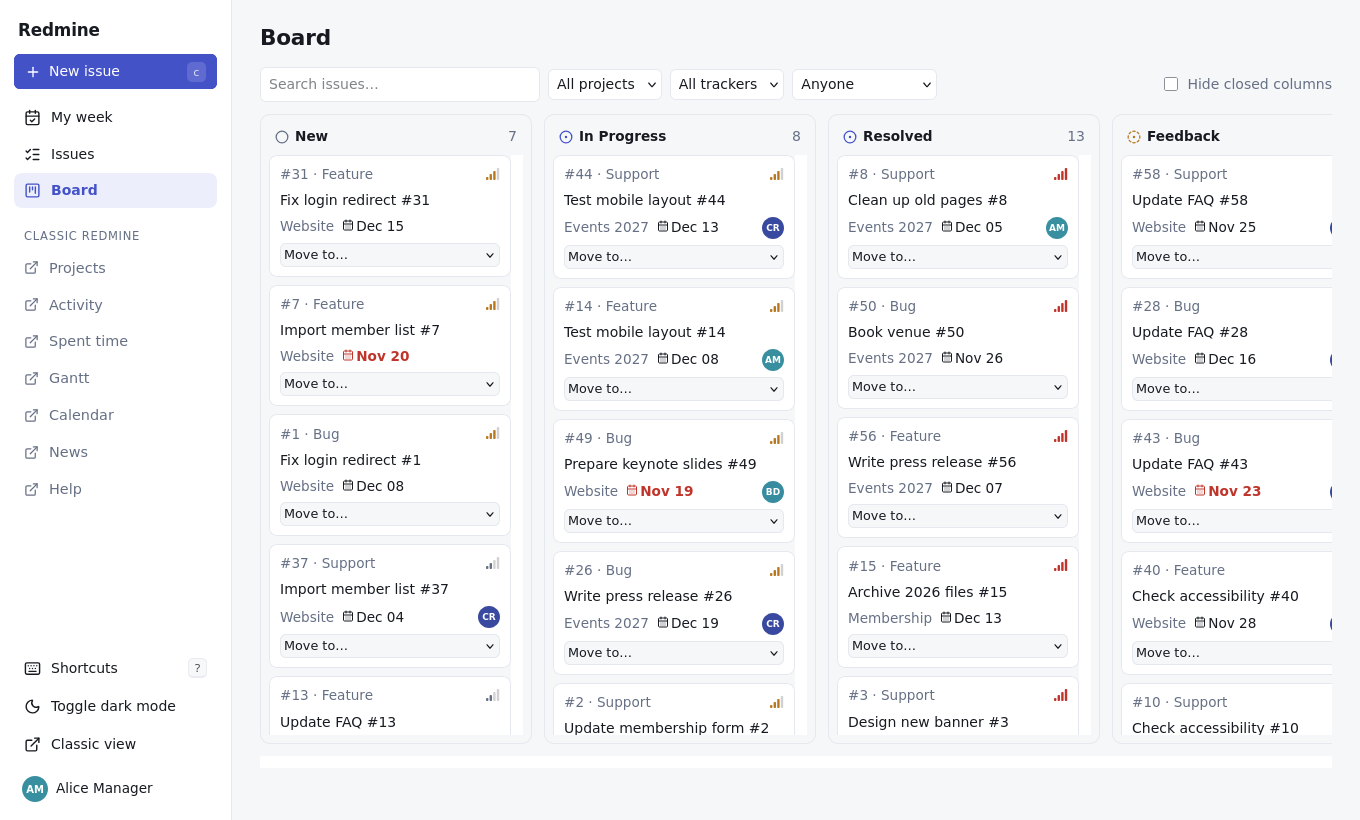 Redmine
New issue c
My week
Issues
Board
CLASSIC REDMINE
Projects
Activity
Spent time
Gantt
Calendar
News
Help
Shortcuts ?
Toggle dark mode
Classic view
AM Alice Manager
Board
Search issues...
All projects
All trackers
Anyone
Hide closed columns
New 7
#31 · Feature
Fix login redirect #31
Website Dec 15
Move to...
#7 · Feature
Import member list #7
Website Nov 20
Move to...
#1 · Bug
Fix login redirect #1
Website Dec 08
Move to...
#37 · Support
Import member list #37
Website Dec 04 CR
Move to...
#13 · Feature
Update FAQ #13
In Progress 8
#44 · Support
Test mobile layout #44
Events 2027 Dec 13 CR
Move to...
#14 · Feature
Test mobile layout #14
Events 2027 Dec 08 AM
Move to...
#49 · Bug
Prepare keynote slides #49
Website Nov 19 BD
Move to...
#26 · Bug
Write press release #26
Events 2027 Dec 19 CR
Move to...
#2 · Support
Update membership form #2
Resolved 13
#8 · Support
Clean up old pages #8
Events 2027 Dec 05 AM
Move to...
#50 · Bug
Book venue #50
Events 2027 Nov 26
Move to...
#56 · Feature
Write press release #56
Events 2027 Dec 07
Move to...
#15 · Feature
Archive 2026 files #15
Membership Dec 13
Move to...
#3 · Support
Design new banner #3
Feedback
#58 · Support
Update FAQ #58
Website Nov 25
Move to...
#28 · Bug
Update FAQ #28
Website Dec 16
Move to...
#43 · Bug
Update FAQ #43
Website Nov 23
Move to...
#40 · Feature
Check accessibility #40
Website Nov 28
Move to...
#10 · Support
Check accessibility #10